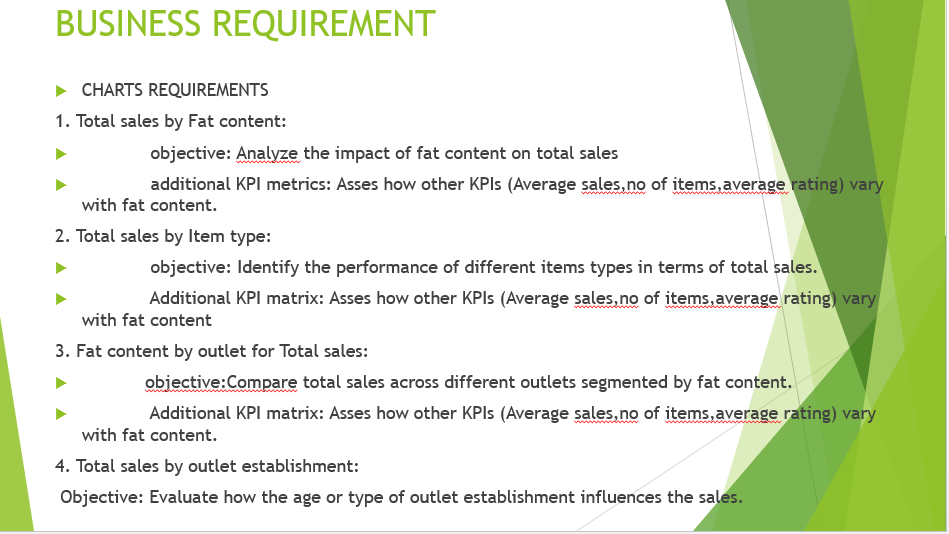 BUSINESS REQUIREMENT
CHARTS REQUIREMENTS
1. Total sales by Fat content:
objective: Analyze the impact of fat content on total sales
additional KPI metrics: Asses how other KPIs (Average sales,no of items,average rating) vary
with fat content.
2. Total sales by Item type:
objective: Identify the performance of different items types in terms of total sales.
Additional KPI matrix: Asses how other KPIs (Average sales,no of items,average rating) vary
with fat content
3. Fat content by outlet for Total sales:
objective:Compare total sales across different outlets segmented by fat content.
Additional KPI matrix: Asses how other KPIs (Average sales,no of items,average rating) vary
with fat content.
4. Total sales by outlet establishment:
Objective: Evaluate how the age or type of outlet establishment influences the sales.